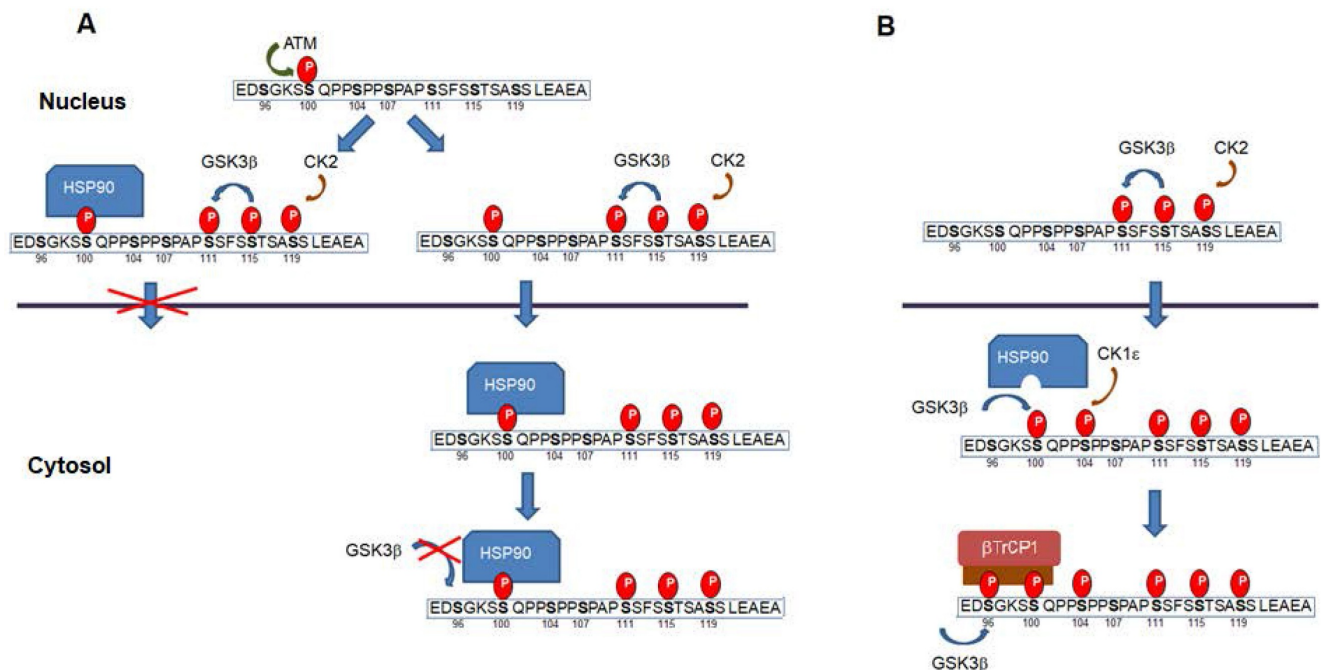 A
B
ATM
P
EDSGKSS QPPSPPSPAP SSFSSTSASS LEAEA
96 100 104 107 111 115 119
Nucleus
HSP90
GSK3β
CK2
P P P P
EDSGKSS QPPSPPSPAP SSFSSTSASS LEAEA
96 100 104 107 111 115 119
GSK3β
CK2
P P P P
EDSGKSS QPPSPPSPAP SSFSSTSASS LEAEA
96 100 104 107 111 115 119
GSK3β
CK2
P P P
EDSGKSS QPPSPPSPAP SSFSSTSASS LEAEA
96 100 104 107 111 115 119
HSP90
P P P P
EDSGKSS QPPSPPSPAP SSFSSTSASS LEAEA
96 100 104 107 111 115 119
HSP90
CK1ε
GSK3β
P P P P P
EDSGKSS QPPSPPSPAP SSFSSTSASS LEAEA
96 100 104 107 111 115 119
Cytosol
GSK3β
HSP90
P P P P
EDSGKSS QPPSPPSPAP SSFSSTSASS LEAEA
96 100 104 107 111 115 119
βTrCP1
P P P P P P
EDSGKSS QPPSPPSPAP SSFSSTSASS LEAEA
96 100 104 107 111 115 119
GSK3β